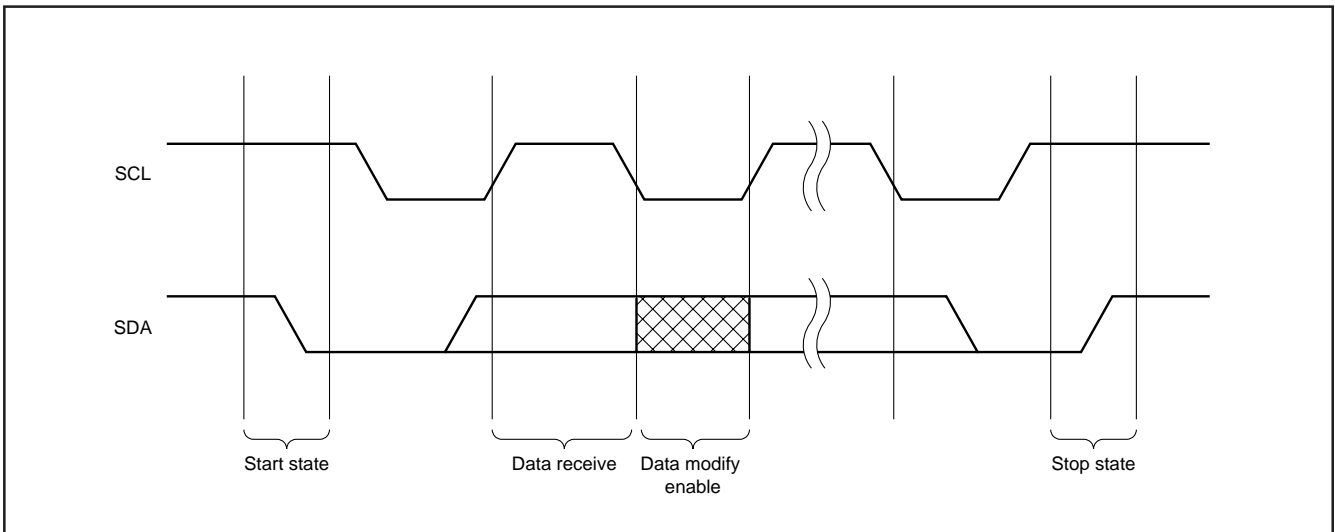 SCL
SDA
Start state
Data receive
Data modify
enable
Stop state